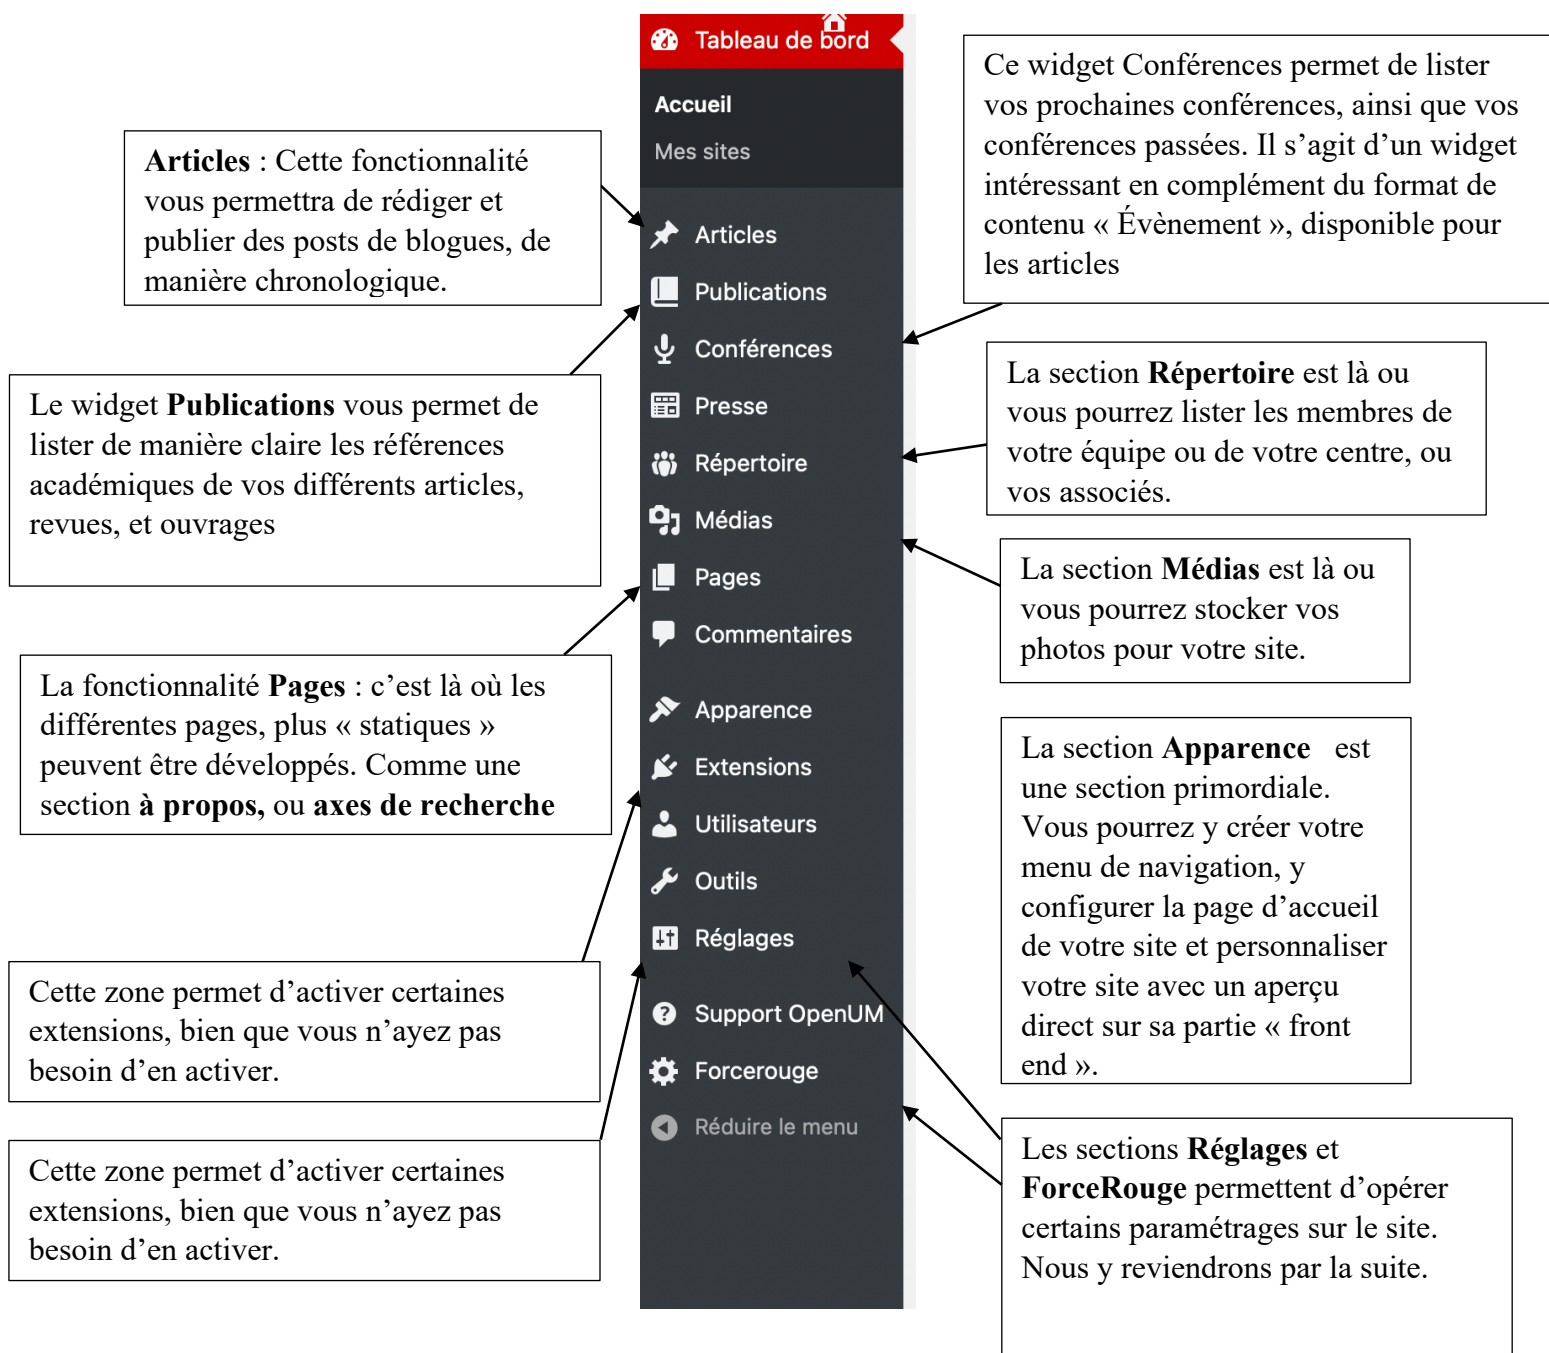 Tableau de bord
Accueil
Mes sites
Articles
Publications
Conférences
Presse
Répertoire
Médias
Pages
Commentaires
Apparence
Extensions
Utilisateurs
Outils
Réglages
Support OpenUM
Forcerouge
Réduire le menu
Articles : Cette fonctionnalité
vous permettra de rédiger et
publier des posts de blogues, de
manière chronologique.
Le widget Publications vous permet de
lister de manière claire les références
académiques de vos différents articles,
revues, et ouvrages
La fonctionnalité Pages : c’est là où les
différentes pages, plus « statiques »
peuvent être développés. Comme une
section à propos, ou axes de recherche
Cette zone permet d’activer certaines
extensions, bien que vous n’ayez pas
besoin d’en activer.
Cette zone permet d’activer certaines
extensions, bien que vous n’ayez pas
besoin d’en activer.
Ce widget Conférences permet de lister
vos prochaines conférences, ainsi que vos
conférences passées. Il s’agit d’un widget
intéressant en complément du format de
contenu « Évènement », disponible pour
les articles
La section Répertoire est là ou
vous pourrez lister les membres de
votre équipe ou de votre centre, ou
vos associés.
La section Médias est là ou
vous pourrez stocker vos
photos pour votre site.
La section Apparence est
une section primordiale.
Vous pourrez y créer votre
menu de navigation, y
configurer la page d’accueil
de votre site et personnaliser
votre site avec un aperçu
direct sur sa partie « front
end ».
Les sections Réglages et
ForceRouge permettent d’opérer
certains paramétrages sur le site.
Nous y reviendrons par la suite.